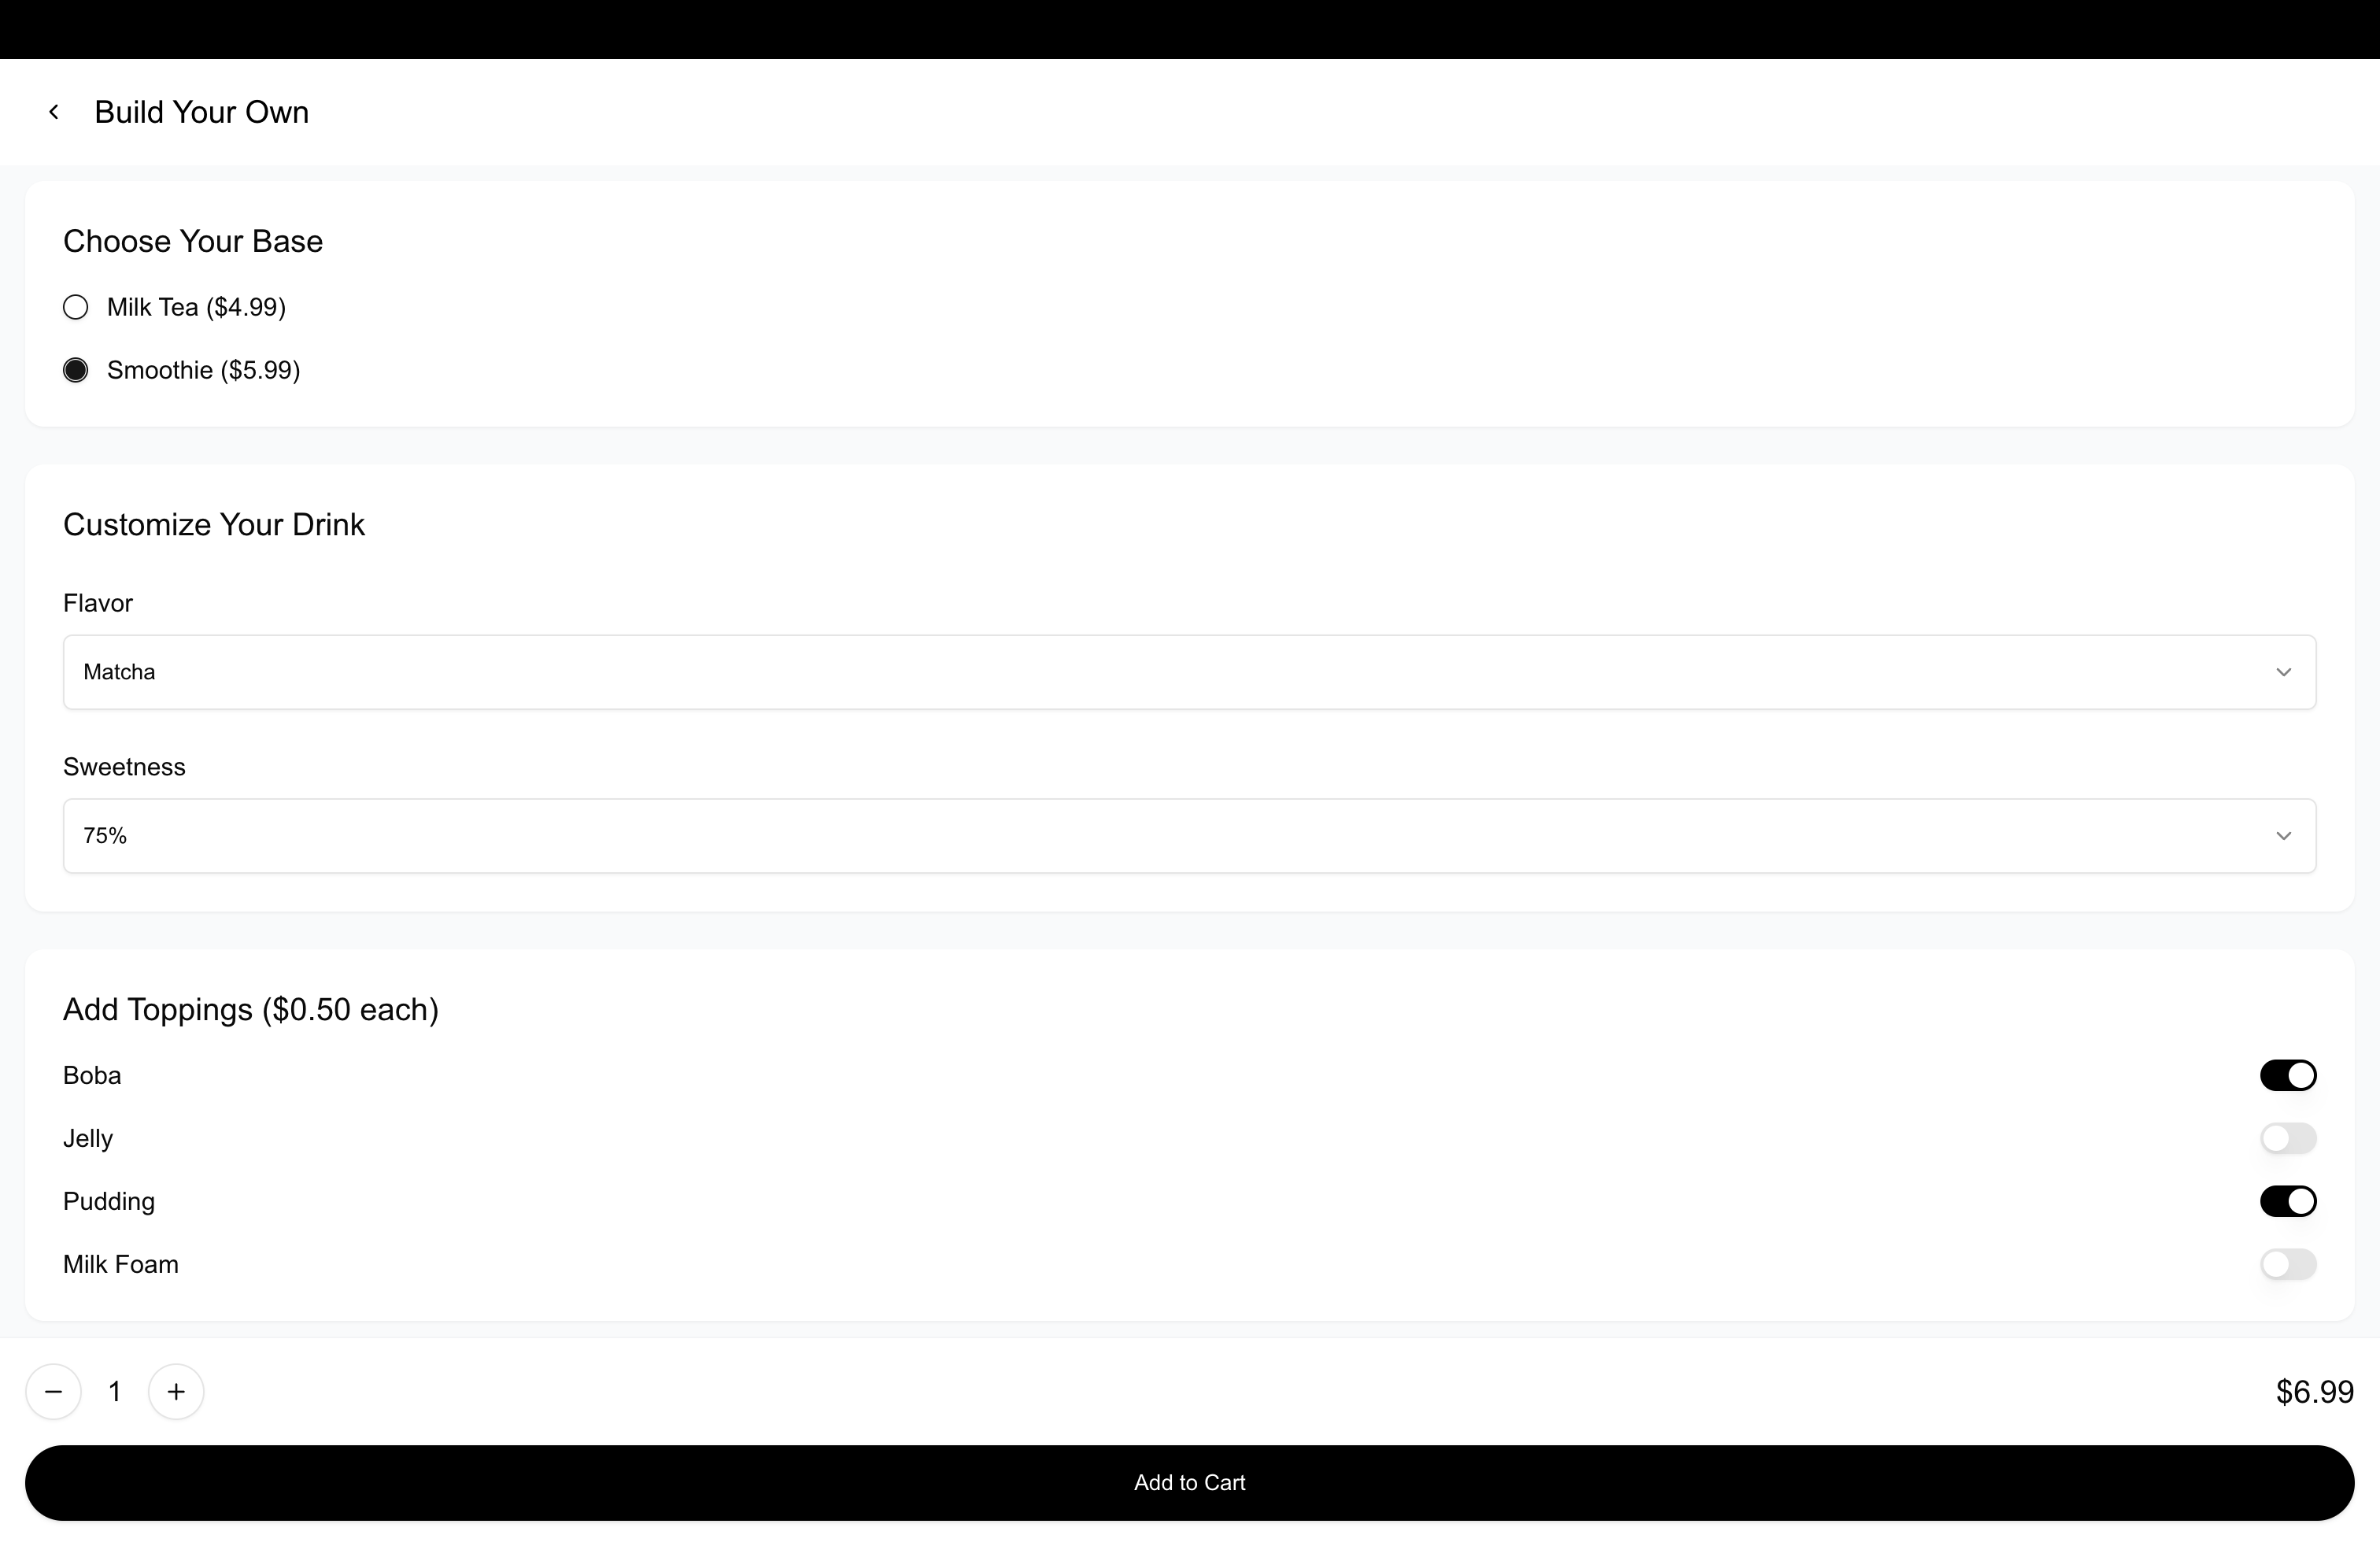 Build Your Own
Choose Your Base
Milk Tea ($4.99)
Smoothie ($5.99)
Customize Your Drink
Flavor
Matcha
Sweetness
75%
Add Toppings ($0.50 each)
Boba
Jelly
Pudding
Milk Foam
1
$6.99
Add to Cart